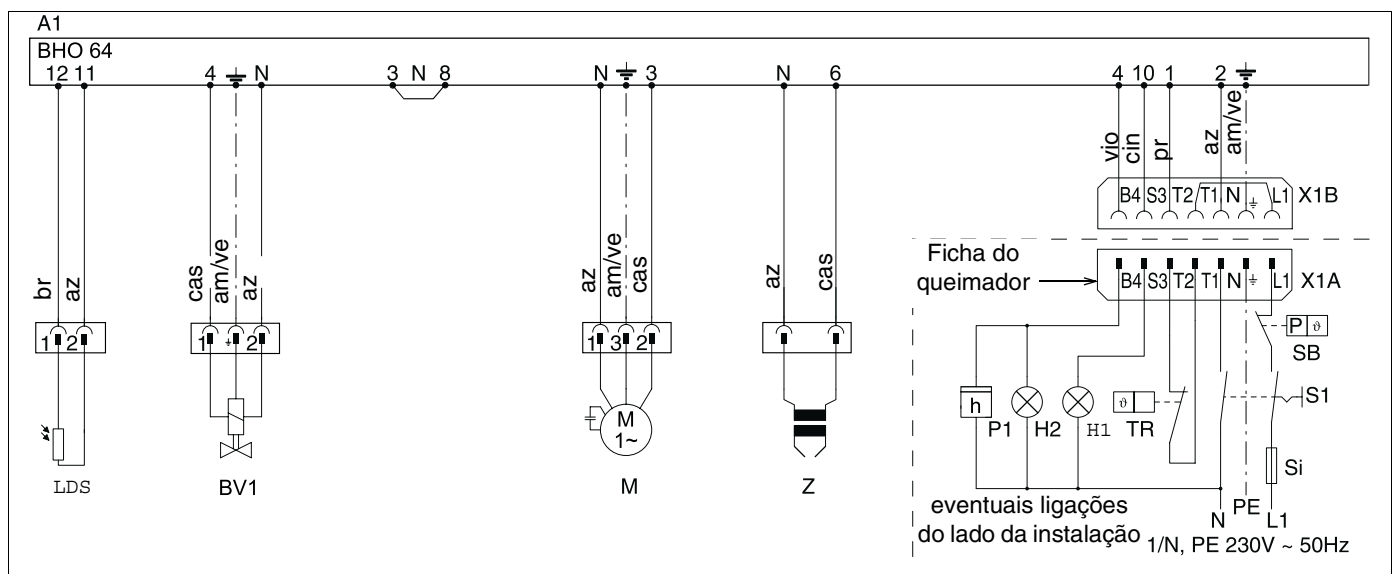 A1
BHO 64
12 11 4 N 3 N 8 N 3 N 6 4 10 1 2
br az cas am/ve az az am/ve cas az cas vio cin pr az am/ve
B4 S3 T2 T1 N L1 X1B
Ficha do
queimador
B4 S3 T2 T1 N L1 X1A
1 2 1 2 1 3 2
P ϑ
SB
S1
h
P1 H2 H1 ϑ TR
M
1~
Si
LDS BV1 M Z
eventuais ligações
do lado da instalação
N PE L1
1/N, PE 230V ~ 50Hz